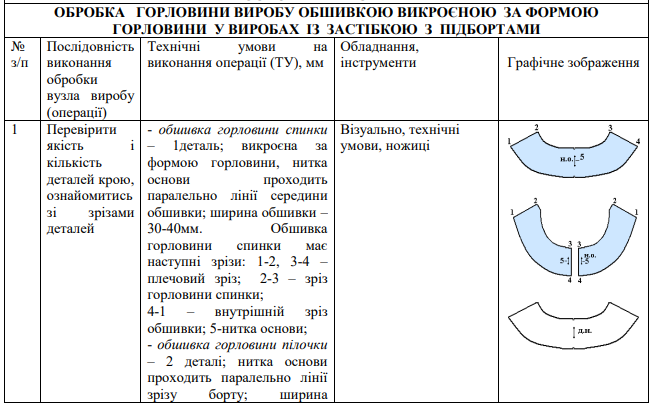 ОБРОБКА ГОРЛОВИНИ ВИРОБУ ОБШИВКОЮ ВИКРОЄНОЮ ЗА ФОРМОЮ
ГОРЛОВИНИ У ВИРОБАХ ІЗ ЗАСТІБКОЮ З ПІДБОРТАМИ
№
з/п
Послідовність
виконання
обробки
вузла виробу
(операції)
Технічні умови на
виконання операції (ТУ), мм
Обладнання,
інструменти
Графічне зображення
1
Перевірити
якість і
кількість
деталей крою,
ознайомитись
зі зрізами
деталей
- обшивка горловини спинки
– 1деталь; викроєна за
формою горловини, нитка
основи проходить
паралельно лінії середини
обшивки; ширина обшивки –
30-40мм. Обшивка
горловини спинки має
наступні зрізи: 1-2, 3-4 –
плечовий зріз; 2-3 – зріз
горловини спинки;
4-1 – внутрішній зріз
обшивки; 5-нитка основи;
- обшивка горловини пілочки
– 2 деталі; нитка основи
проходить паралельно лінії
зрізу борту; ширина
Візуально, технічні
умови, ножиці
2 3
1 4
н.о. 5
2 2
1 1
3 3
н.о.
5 5
4 4
д.н.